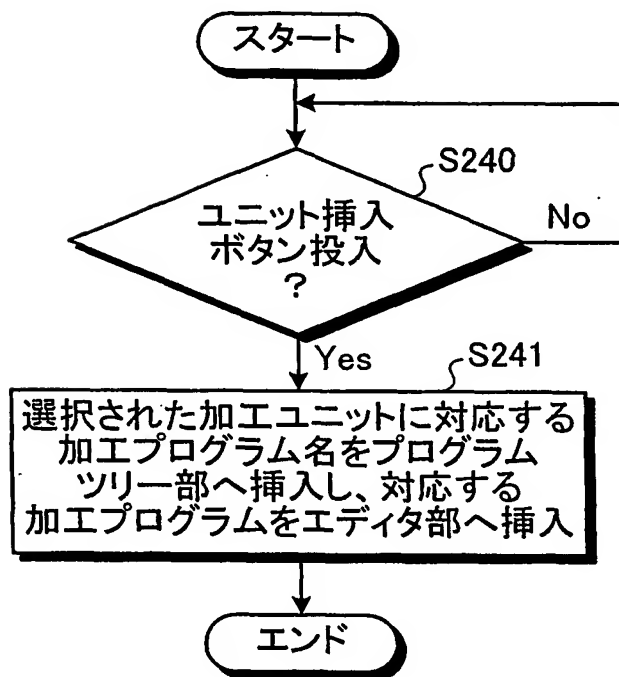 スタート
S240
ユニット挿入
ボタン投入
?
No
Yes
S241
選択された加工ユニットに対応する
加工プログラム名をプログラム
ツリー部へ挿入し、対応する
加工プログラムをエディタ部へ挿入
エンド